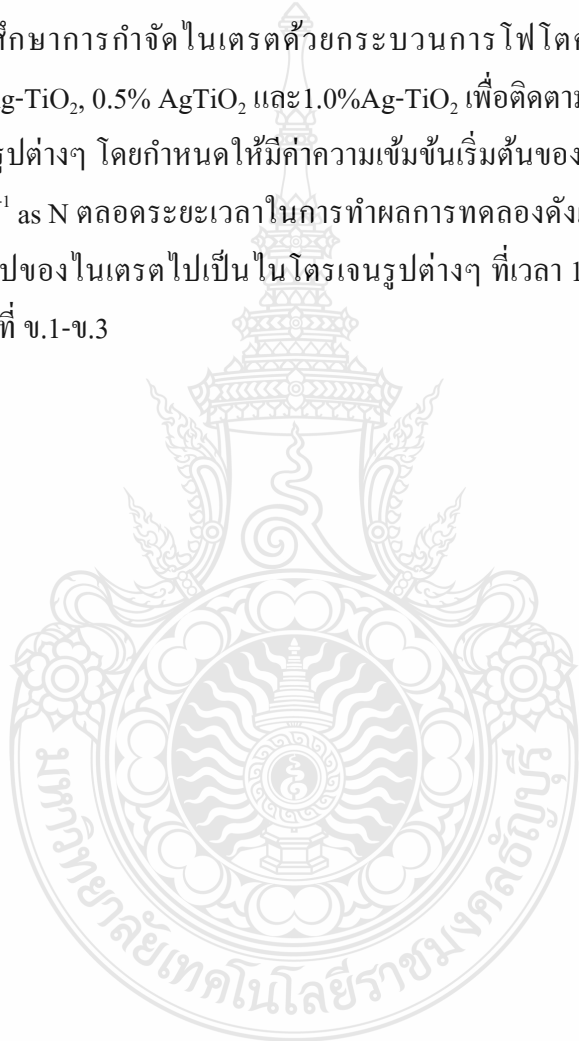 ศึกษาการกำจัดไนเตรตด้วยกระบวนการโฟโต
g-TiO₂, 0.5% AgTiO₂ และ1.0%Ag-TiO₂ เพื่อติดตาม
รูปต่างๆ โดยกำหนดให้มีค่าความเข้มข้นเริ่มต้นของ
⁻¹ as N ตลอดระยะเวลาในการทำผลการทดลองดัง
ปของไนเตรตไปเป็นไนโตรเจนรูปต่างๆ ที่เวลา 1
ที่ ข.1-ข.3
มหาวิทยาลัยเทคโนโลยีราชมงคลธัญบุรี